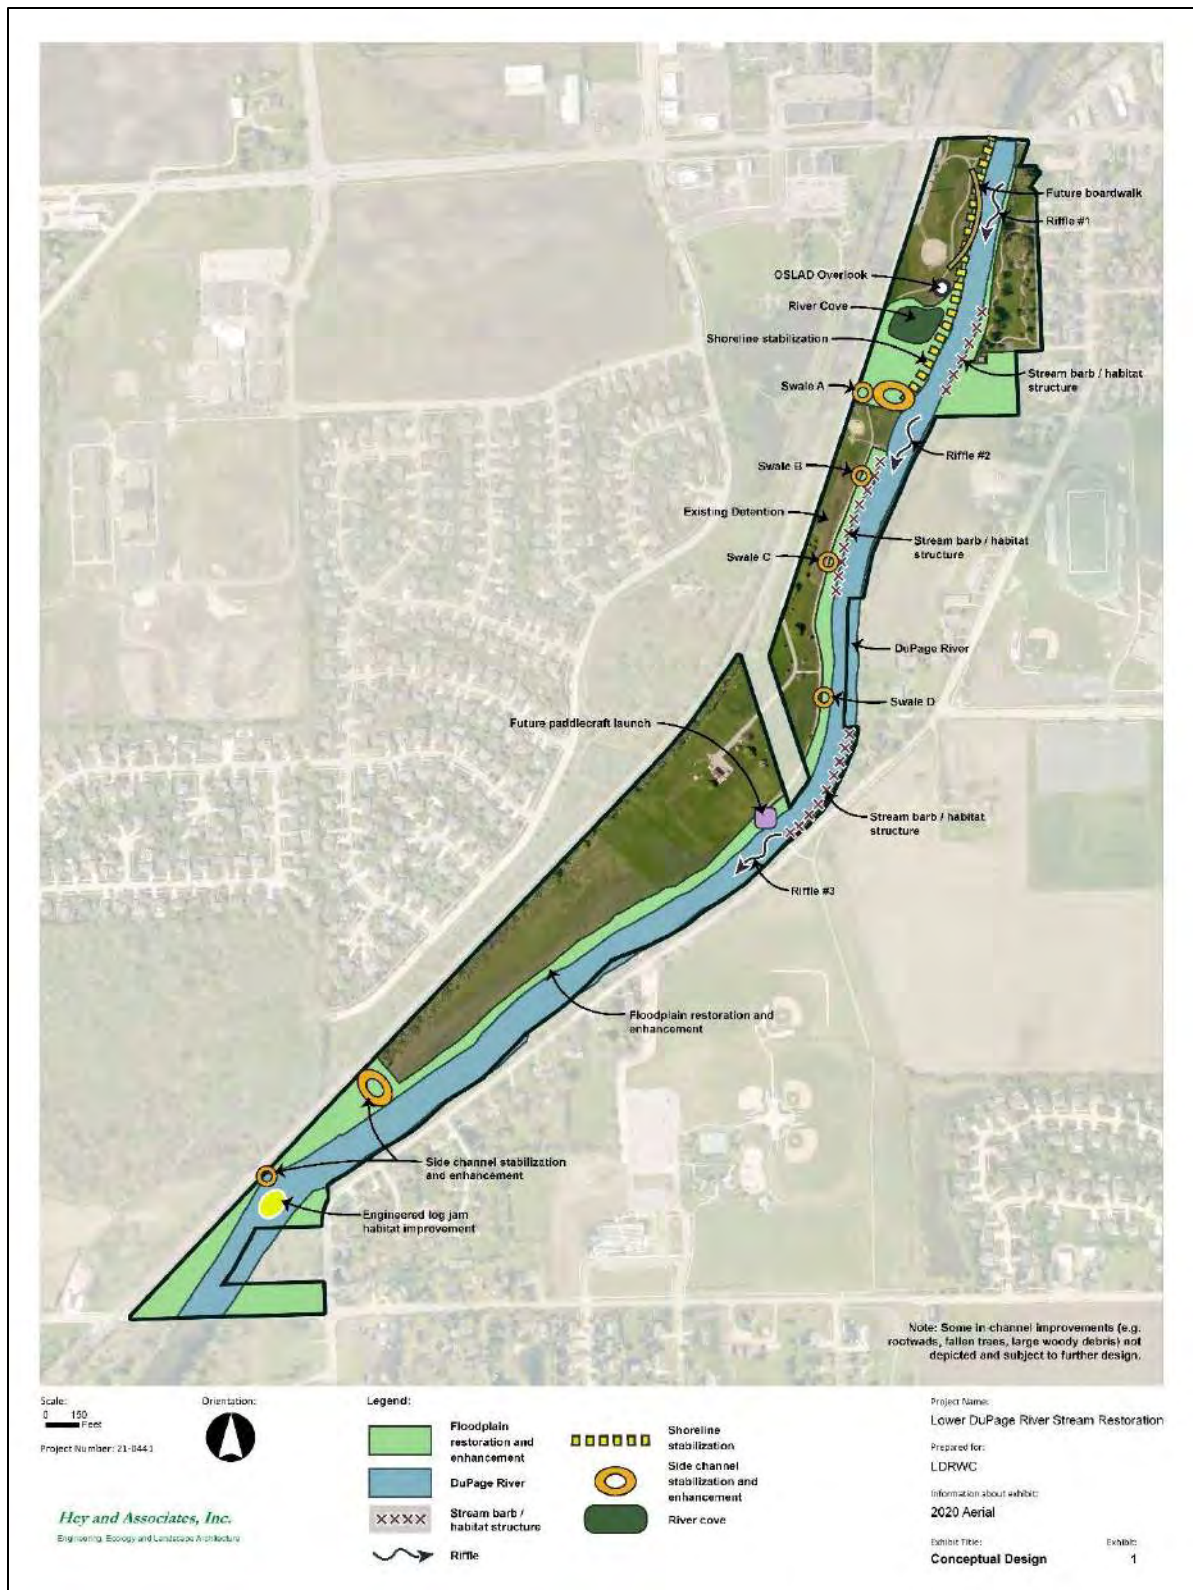 Future boardwalk
Riffle #1
OSLAD Overlook
River Cove
Shoreline stabilization
Stream barb / habitat
structure
Swale A
Riffle #2
Swale B
Existing Detention
Stream barb / habitat
structure
Swale C
DuPage River
Swale D
Future paddlecraft launch
Stream barb / habitat
structure
Riffle #3
Floodplain restoration and
enhancement
Side channel stabilization
and enhancement
Engineered log jam
habitat improvement
Note: Some in-channel improvements (e.g.
rootwads, fallen trees, large woody debris) not
depicted and subject to further design.
Scale:
0 150
Feet
Project Number: 21-0441
Orientation:
Hey and Associates, Inc.
Engineering, Ecology and Landscape Architecture
Legend:
Floodplain
restoration and
enhancement
DuPage River
Stream barb /
habitat structure
Riffle
Shoreline
stabilization
Side channel
stabilization and
enhancement
River cove
Project Name:
Lower DuPage River Stream Restoration
Prepared for:
LDRWC
Information about exhibit:
2020 Aerial
Exhibit Title:
Conceptual Design
Exhibit:
1